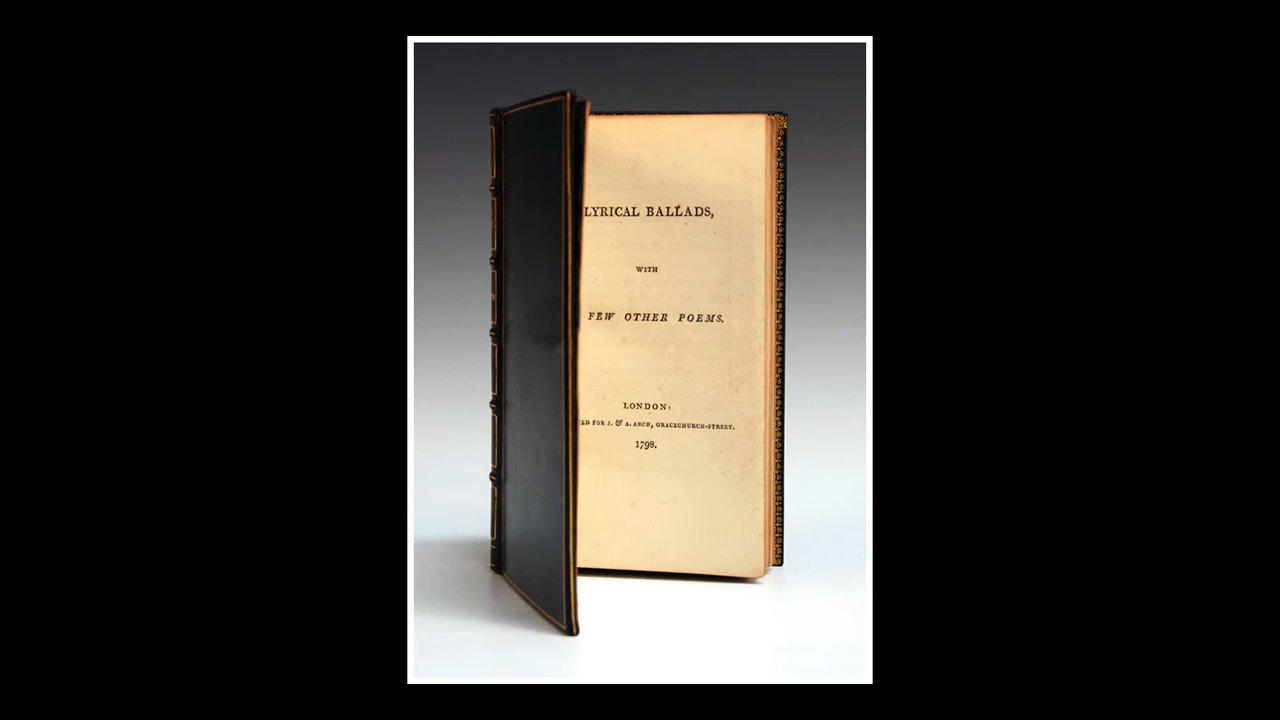 LYRICAL BALLADS,
WITH
FEW OTHER POEMS.
LONDON:
ED FOR J. & A. ARCH, GRACECHURCH-STREET.
1798.